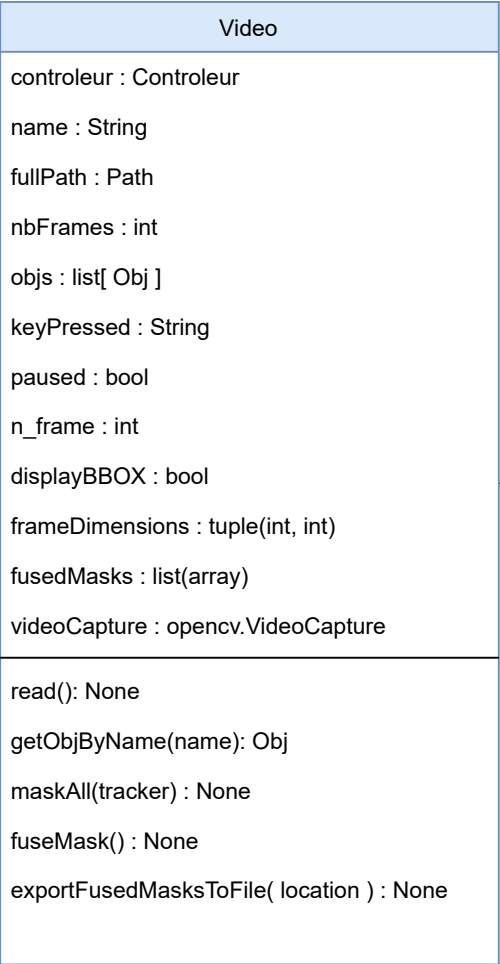 Video
controleur : Controleur
name : String
fullPath : Path
nbFrames : int
objs : list[ Obj ]
keyPressed : String
paused : bool
n_frame : int
displayBBOX : bool
frameDimensions : tuple(int, int)
fusedMasks : list(array)
videoCapture : opencv.VideoCapture
read(): None
getObjByName(name): Obj
maskAll(tracker) : None
fuseMask() : None
exportFusedMasksToFile( location ) : None